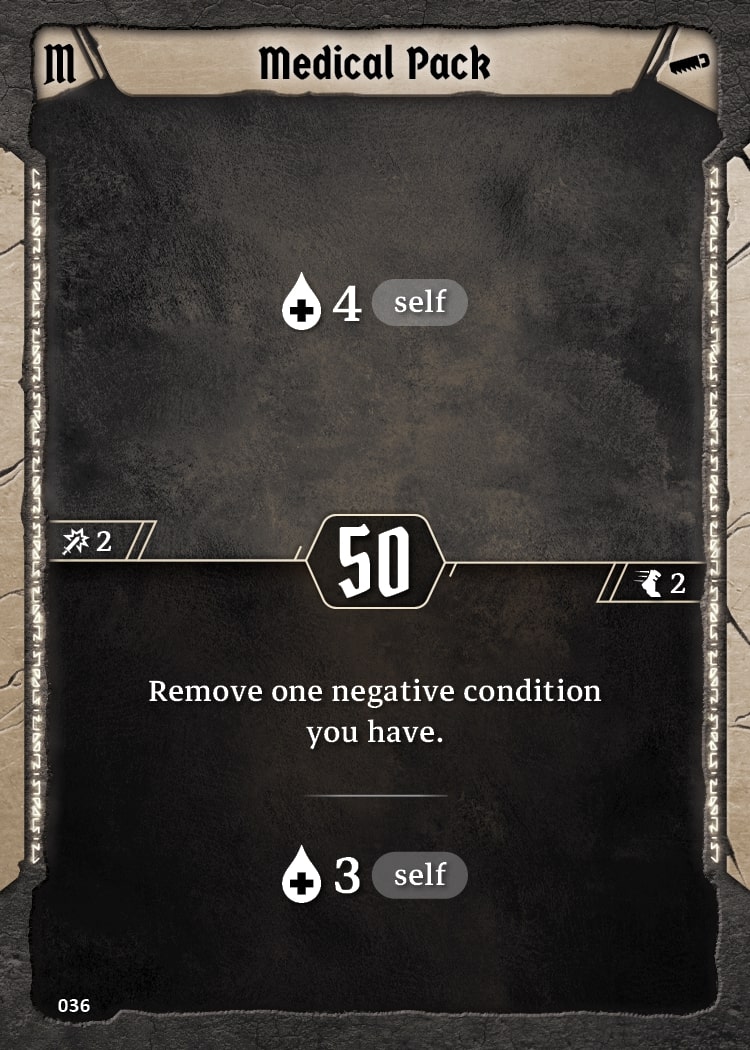 M
Medical Pack
4 self
2
50
2
Remove one negative condition
you have.
3 self
036